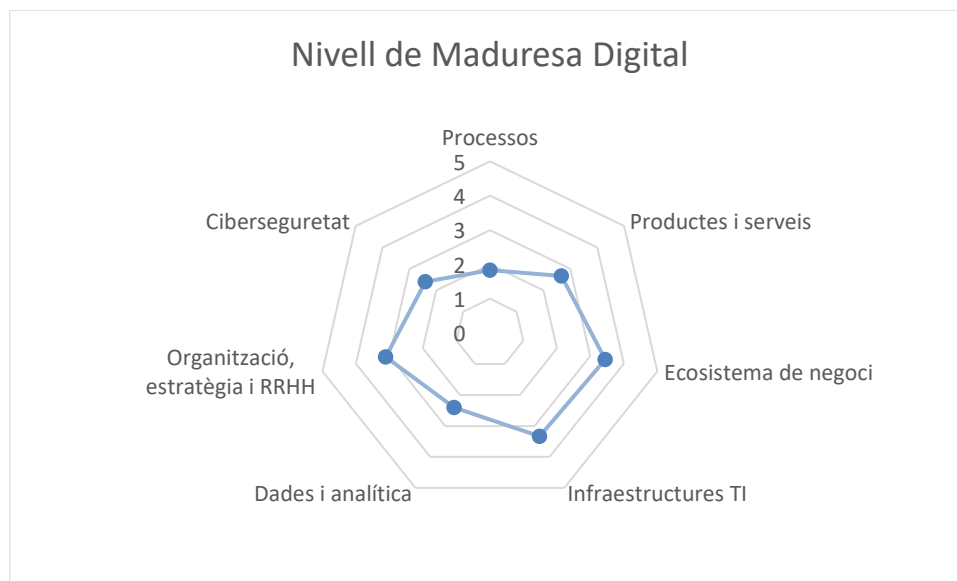 Nivell de Maduresa Digital
Processos
5
4
3
2
1
0
Productes i serveis
Ecosistema de negoci
Infraestructures TI
Dades i analítica
Organització,
estratègia i RRHH
Ciberseguretat